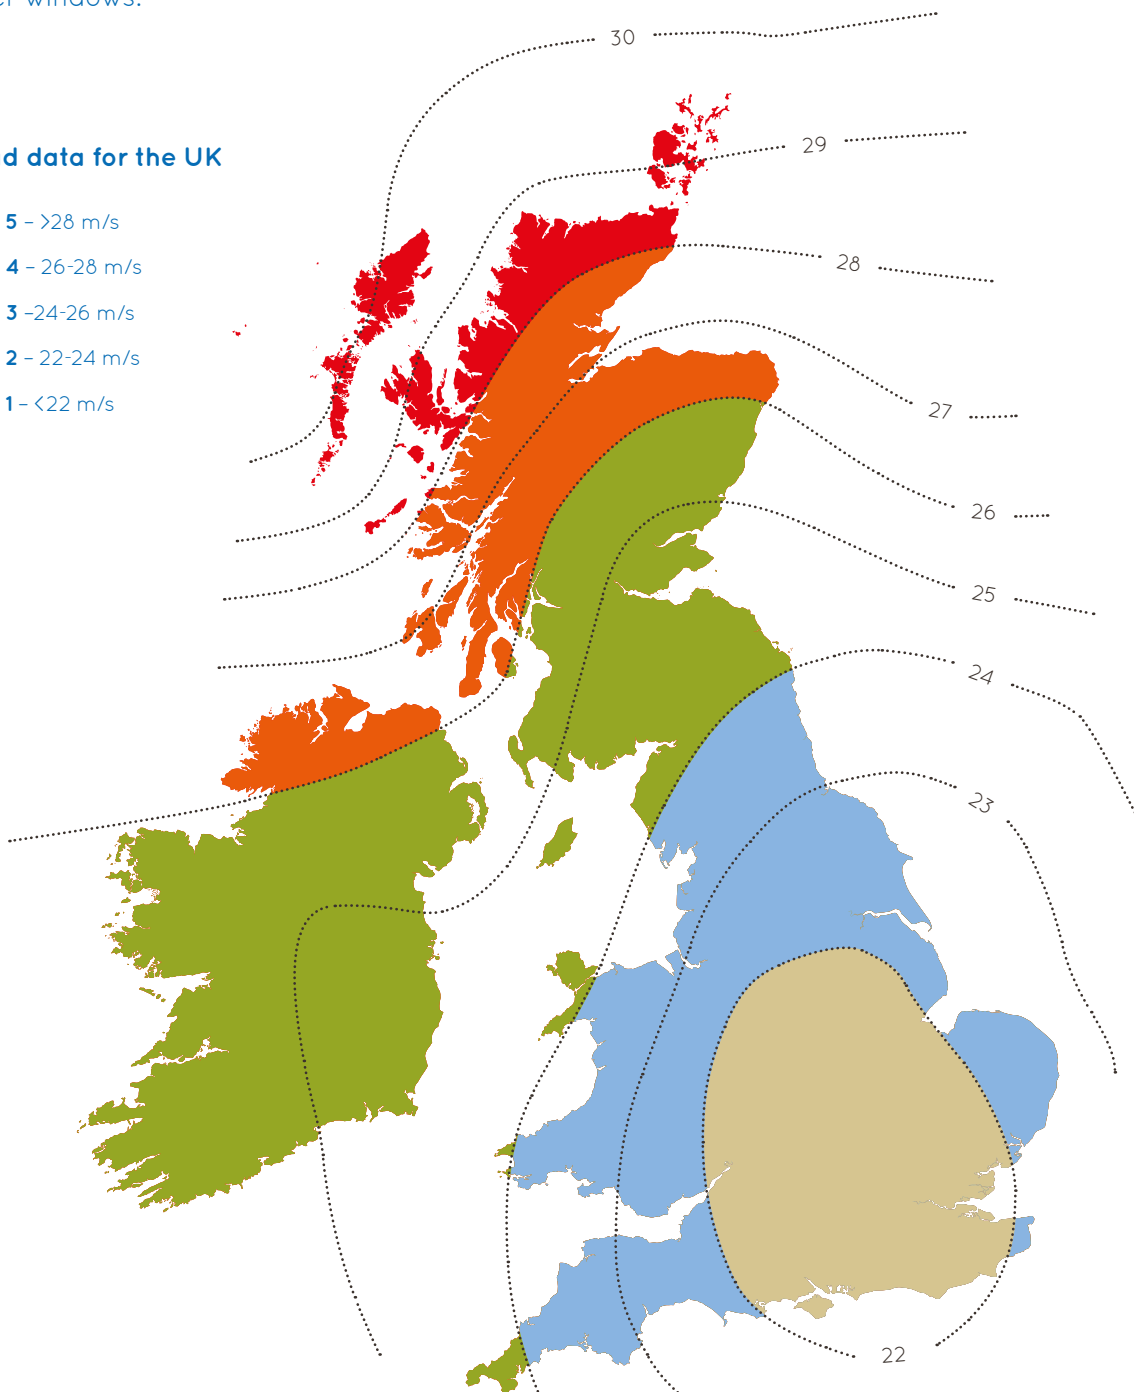 windows.
data for the UK
5 – >28 m/s
4 – 26-28 m/s
3 –24-26 m/s
2 – 22-24 m/s
1 – <22 m/s
30
29
28
27
26
25
24
23
22